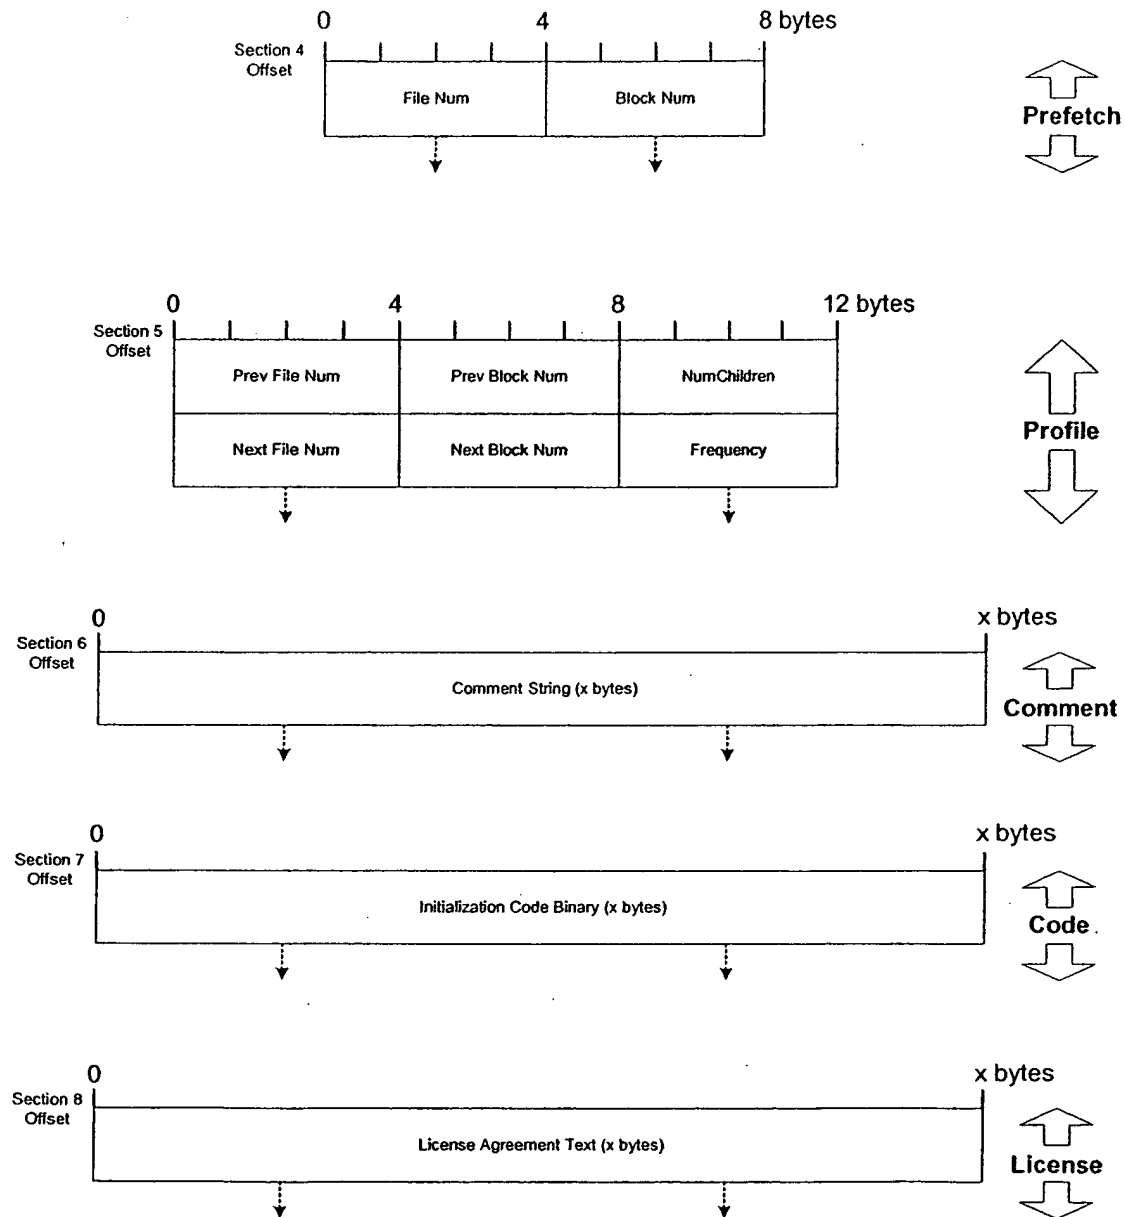 0 4 8 bytes
Section 4
Offset
File Num Block Num
Prefetch
0 4 8 12 bytes
Section 5
Offset
Prev File Num Prev Block Num NumChildren
Next File Num Next Block Num Frequency
Profile
0 x bytes
Section 6
Offset
Comment String (x bytes)
Comment
0 x bytes
Section 7
Offset
Initialization Code Binary (x bytes)
Code
0 x bytes
Section 8
Offset
License Agreement Text (x bytes)
License